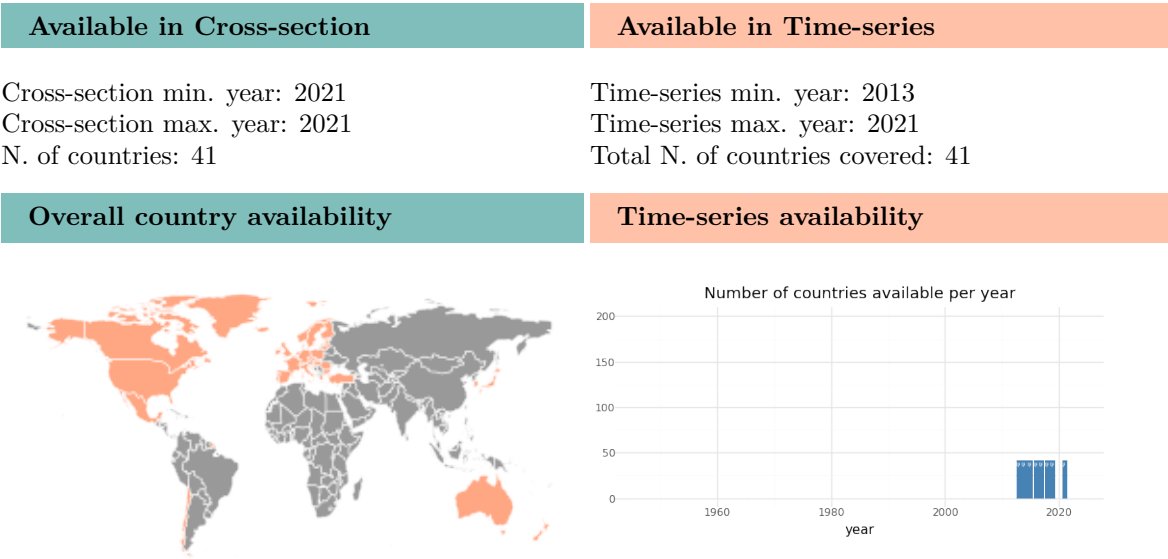 Available in Cross-section
Available in Time-series
Cross-section min. year: 2021
Cross-section max. year: 2021
N. of countries: 41
Time-series min. year: 2013
Time-series max. year: 2021
Total N. of countries covered: 41
Overall country availability
Time-series availability
Number of countries available per year
200
150
100
50
0
1960
1980
2000
2020
year